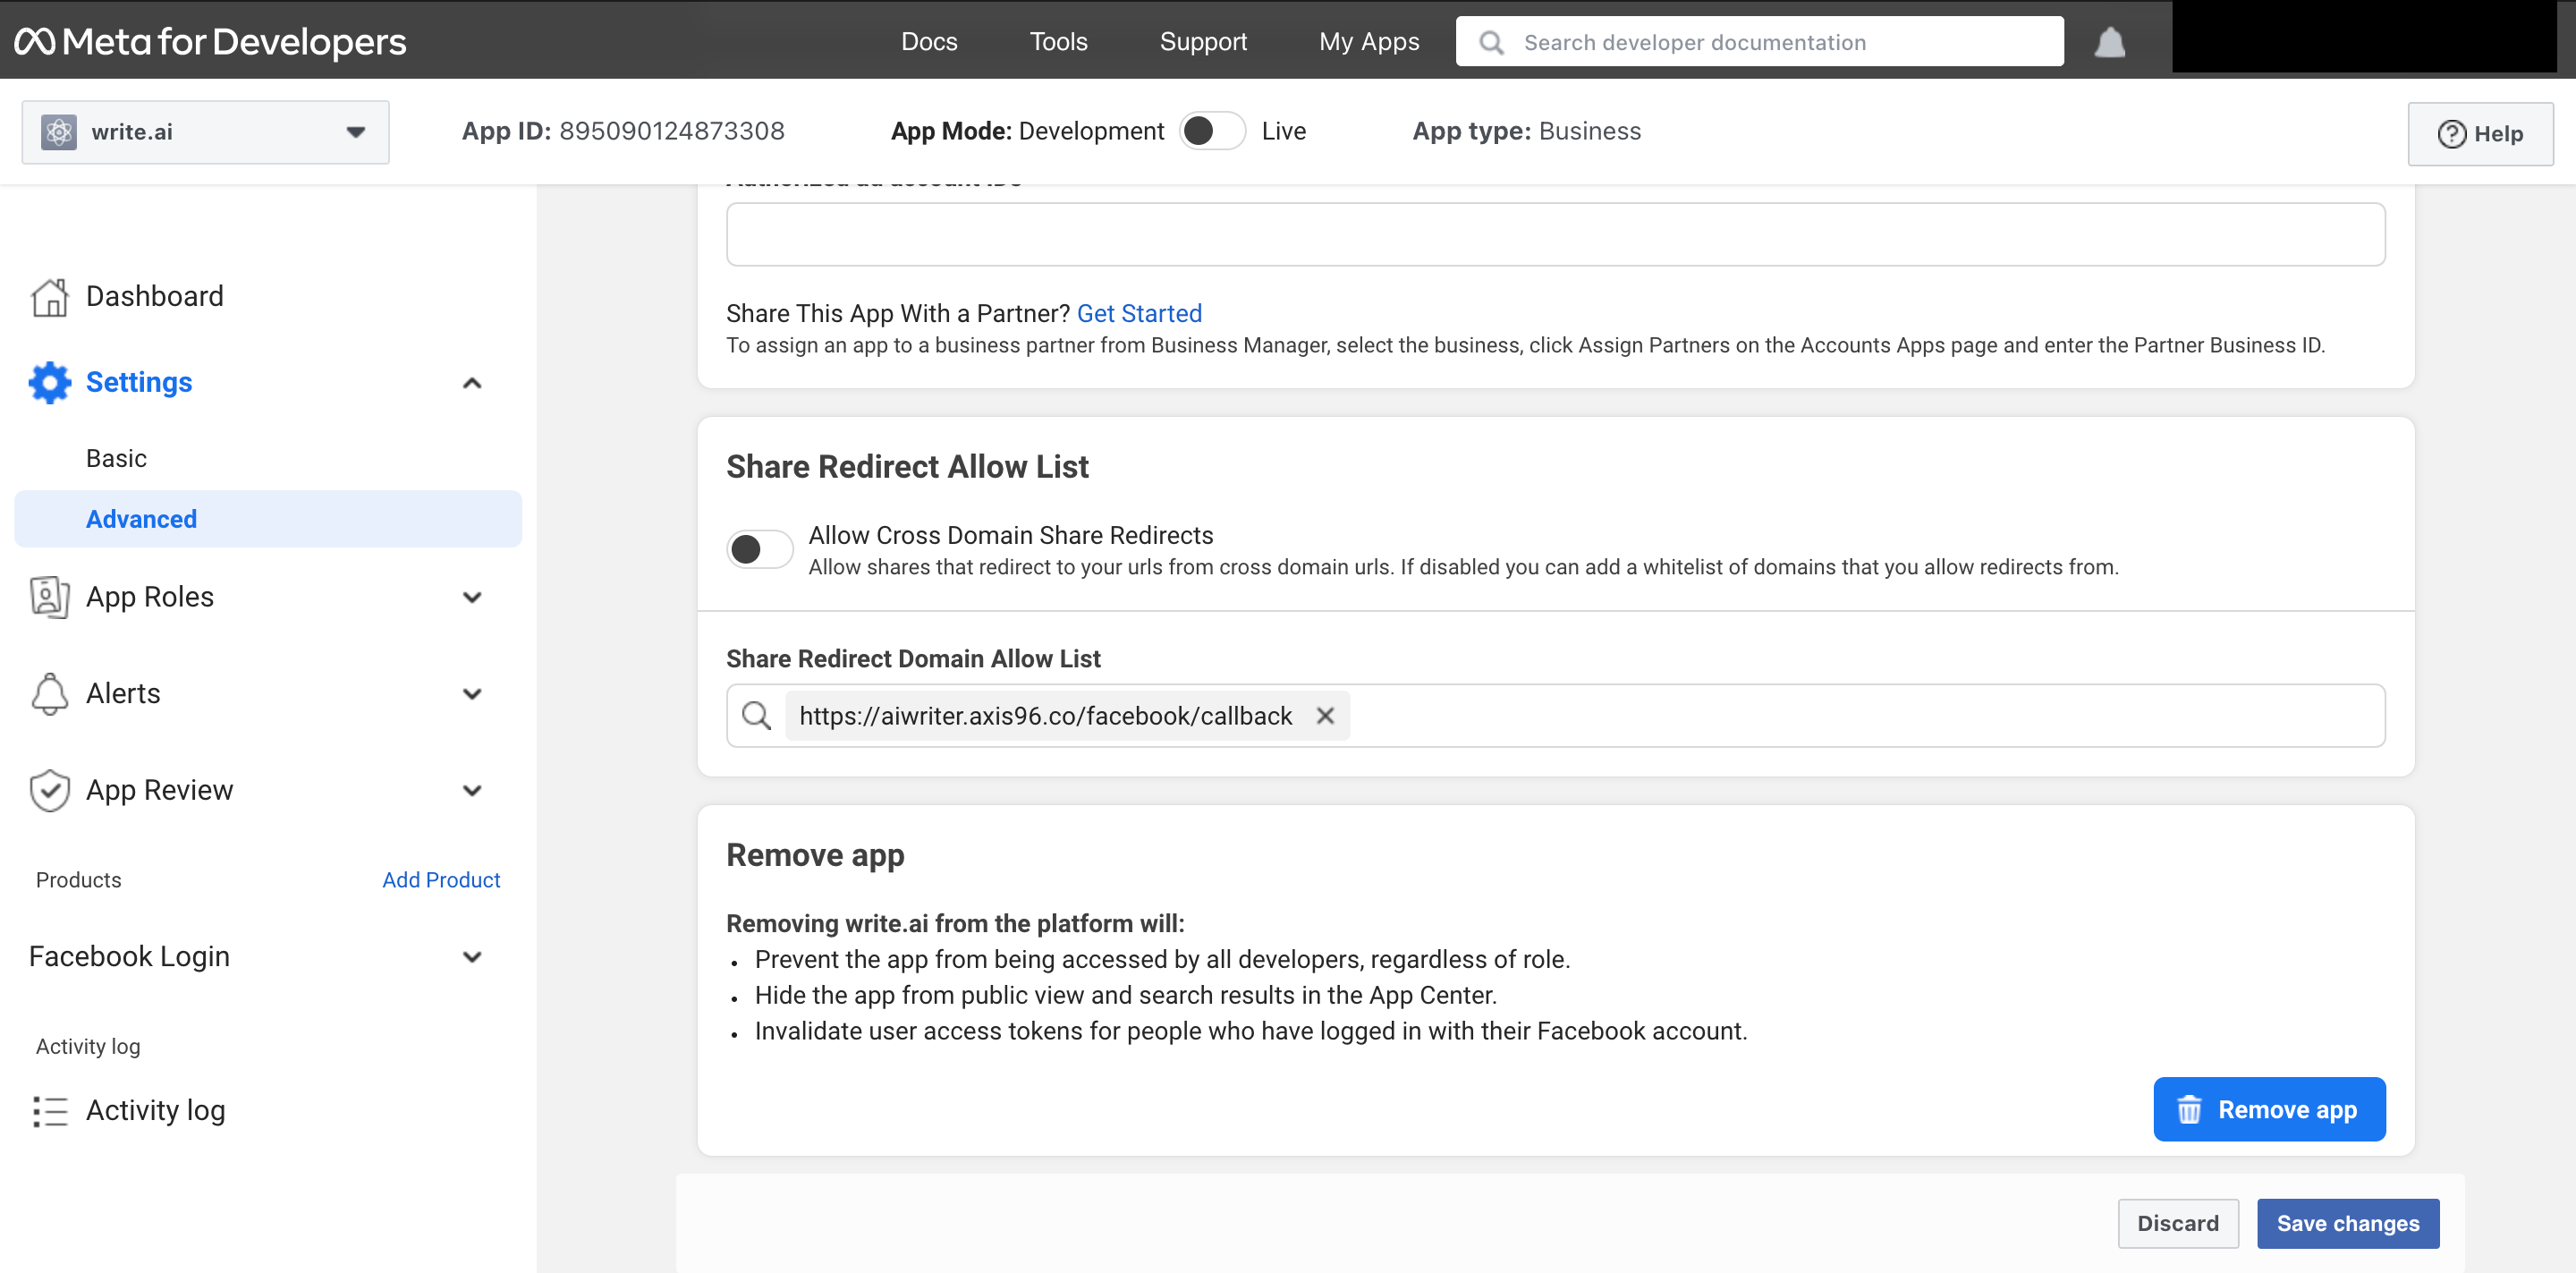 Meta for Developers
Docs
Tools
Support
My Apps
Search developer documentation
write.ai
App ID: 895090124873308
App Mode: Development
Live
App type: Business
Help
Dashboard
Settings
Basic
Advanced
App Roles
Alerts
App Review
Products
Add Product
Facebook Login
Activity log
Activity log
Share This App With a Partner? Get Started
To assign an app to a business partner from Business Manager, select the business, click Assign Partners on the Accounts Apps page and enter the Partner Business ID.
Share Redirect Allow List
Allow Cross Domain Share Redirects
Allow shares that redirect to your urls from cross domain urls. If disabled you can add a whitelist of domains that you allow redirects from.
Share Redirect Domain Allow List
https://aiwriter.axis96.co/facebook/callback
Remove app
Removing write.ai from the platform will:
• Prevent the app from being accessed by all developers, regardless of role.
• Hide the app from public view and search results in the App Center.
• Invalidate user access tokens for people who have logged in with their Facebook account.
Remove app
Discard
Save changes